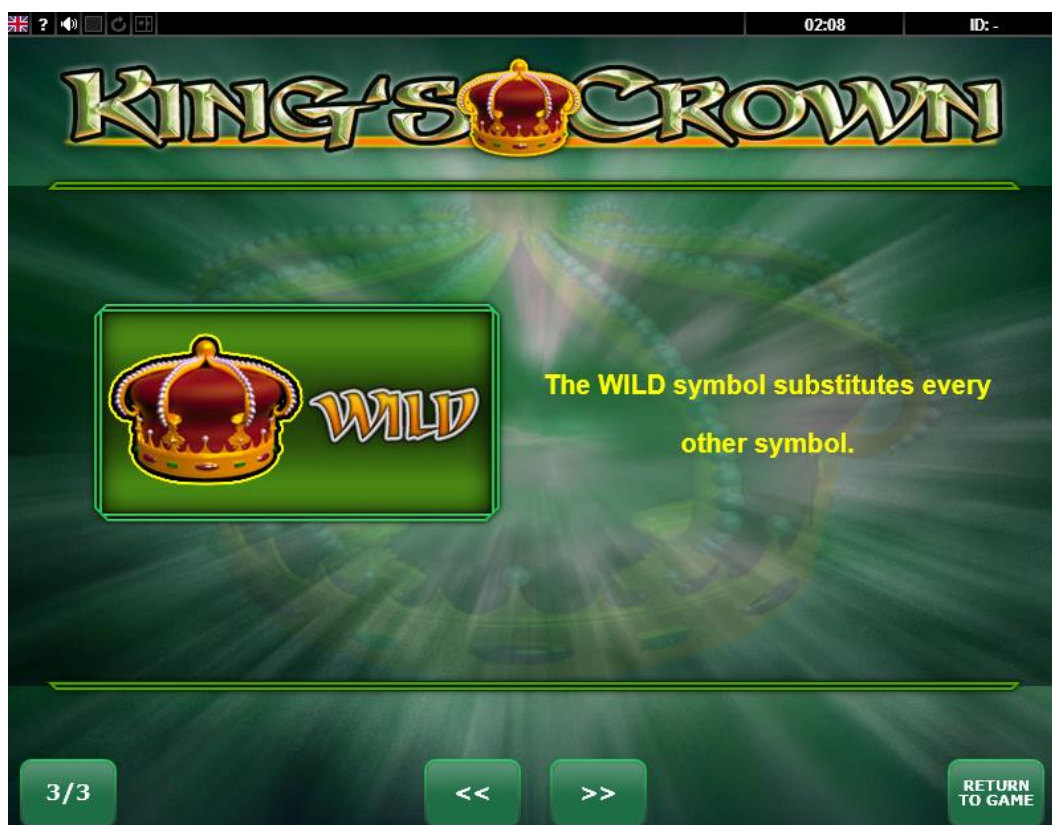 ? 02:08 ID: -
KING'S CROWN
WILD
The WILD symbol substitutes every
other symbol.
3/3 << >> RETURN
TO GAME